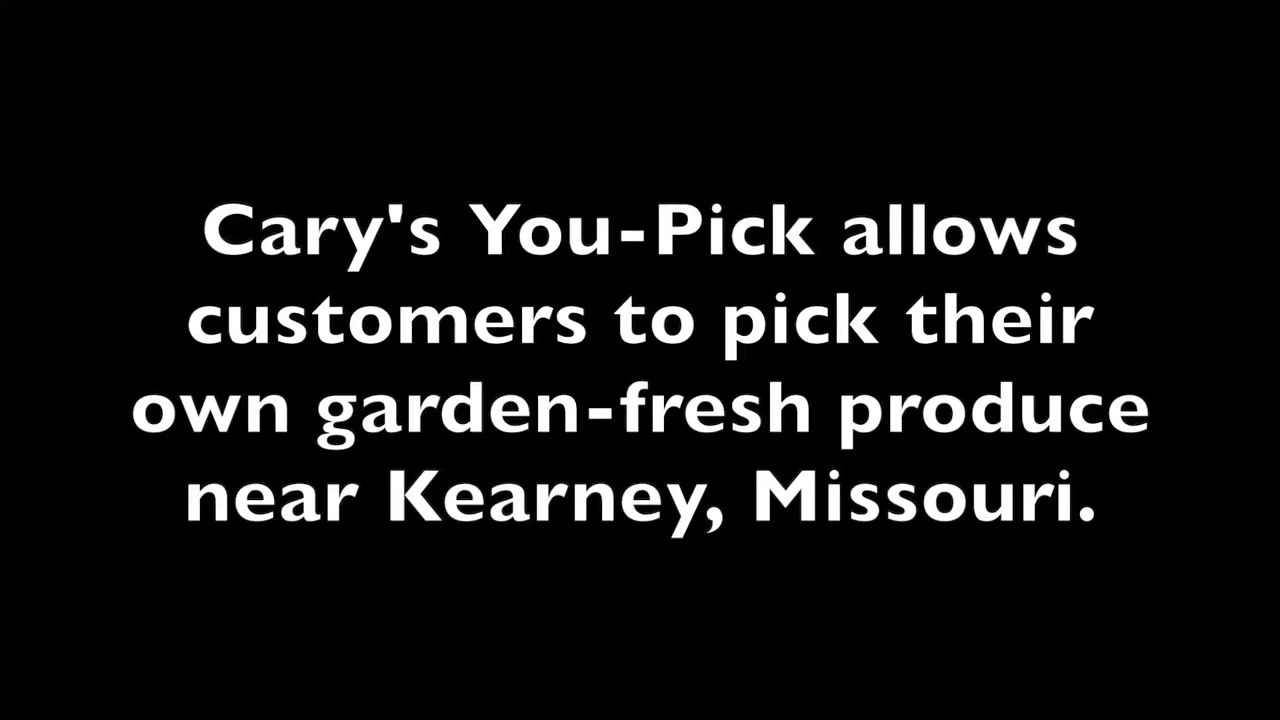 Cary's You-Pick allows
customers to pick their
own garden-fresh produce
near Kearney, Missouri.